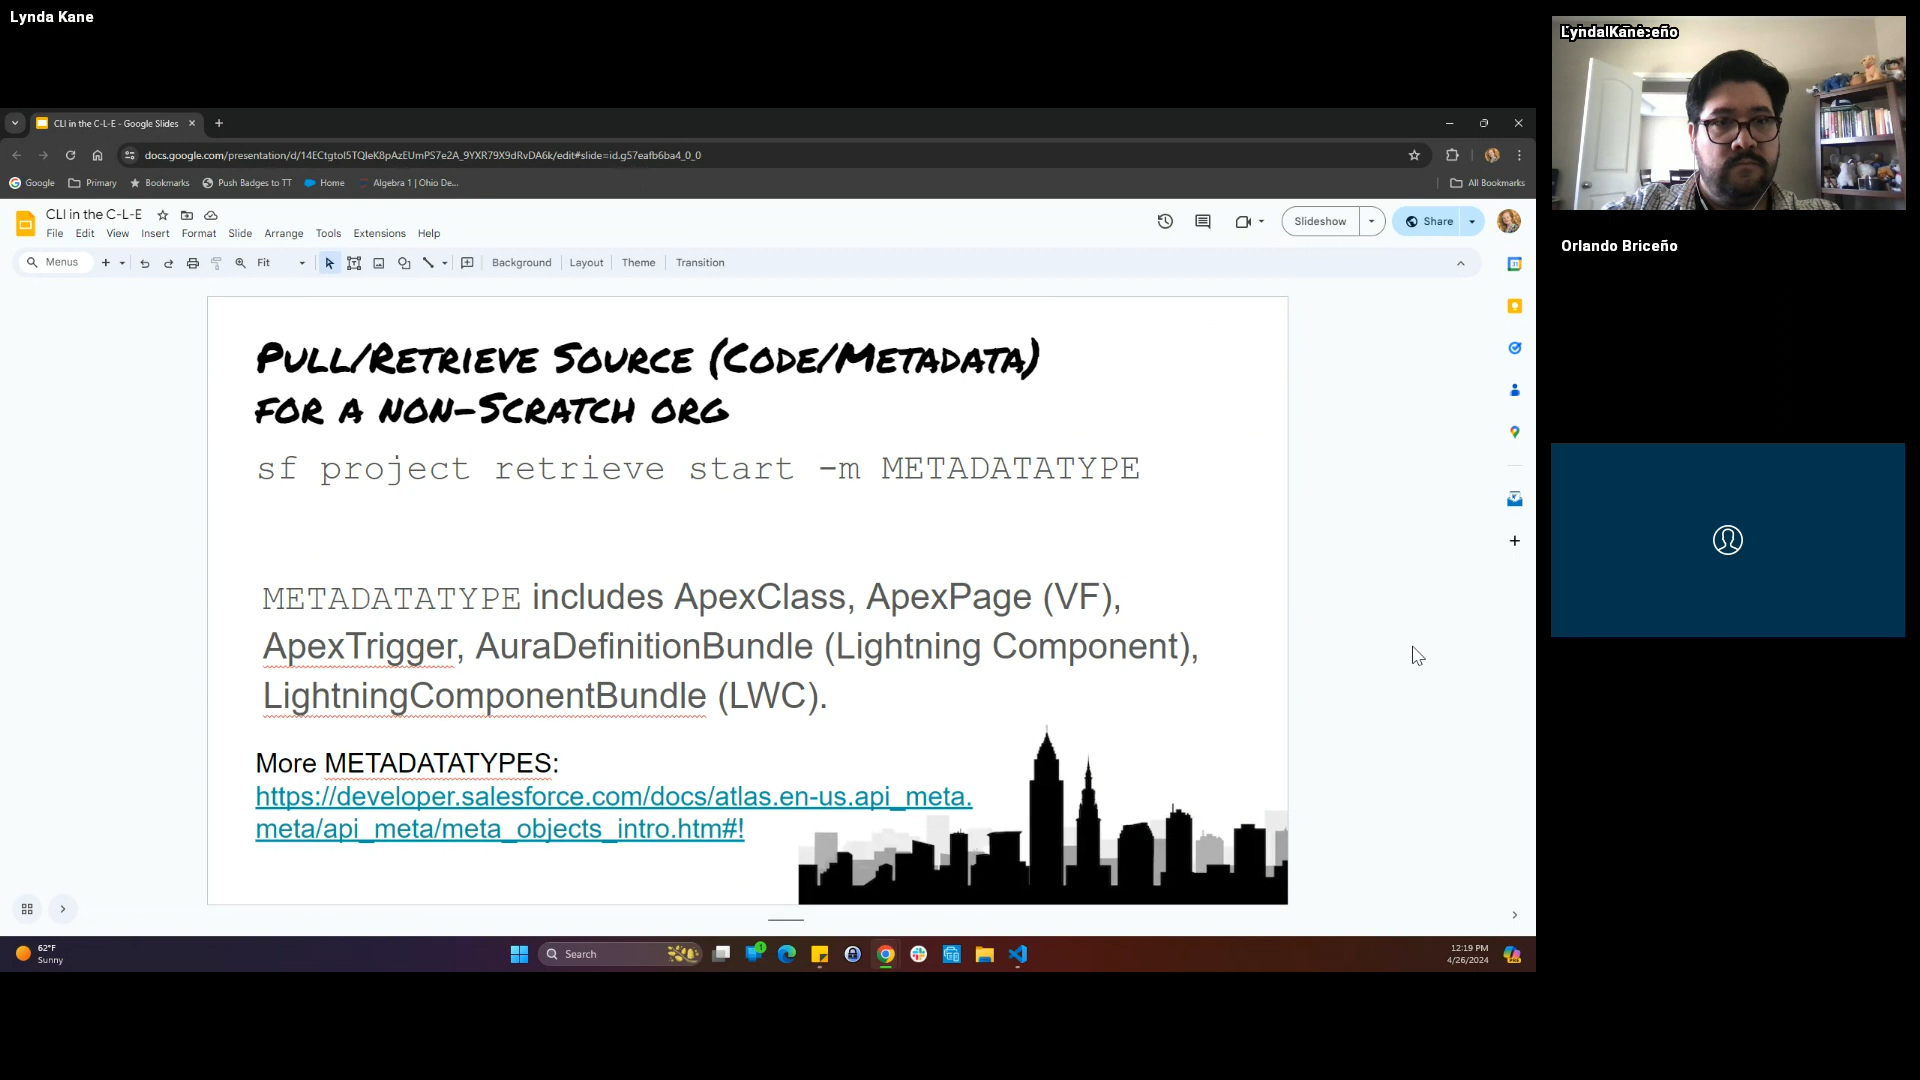 Lynda Kane
CLI in the C-L-E - Google Slides
docs.google.com/presentation/d/14ECtgtol5TQleK8pAzEUmPS7e2A_9YXR79X9dRvDA6k/edit#slide=id.g57eafb6ba4_0_0
Google Primary Bookmarks Push Badges to TT Home Algebra 1 | Ohio De... All Bookmarks
CLI in the C-L-E
File Edit View Insert Format Slide Arrange Tools Extensions Help
Slideshow Share
Menus Fit Background Layout Theme Transition
Pull/Retrieve Source (Code/Metadata)
for a non-Scratch org
sf project retrieve start -m METADATATYPE
METADATATYPE includes ApexClass, ApexPage (VF),
ApexTrigger, AuraDefinitionBundle (Lightning Component),
LightningComponentBundle (LWC).
More METADATATYPES:
https://developer.salesforce.com/docs/atlas.en-us.api_meta.
meta/api_meta/meta_objects_intro.htm#!
62°F
Sunny
Search
12:19 PM
4/26/2024
Lynda Kane
Orlando Briceño